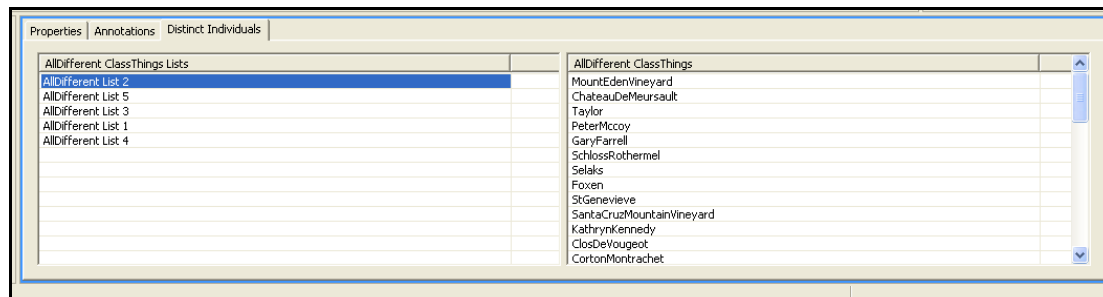 Properties Annotations Distinct Individuals
AllDifferent ClassThings Lists
AllDifferent List 2
AllDifferent List 5
AllDifferent List 3
AllDifferent List 1
AllDifferent List 4
AllDifferent ClassThings
MountEdenVineyard
ChateauDeMeursault
Taylor
PeterMccoy
GaryFarrell
SchlossRothermel
Selaks
Foxen
StGenevieve
SantaCruzMountainVineyard
KathrynKennedy
ClosDeVougeot
CortonMontrachet